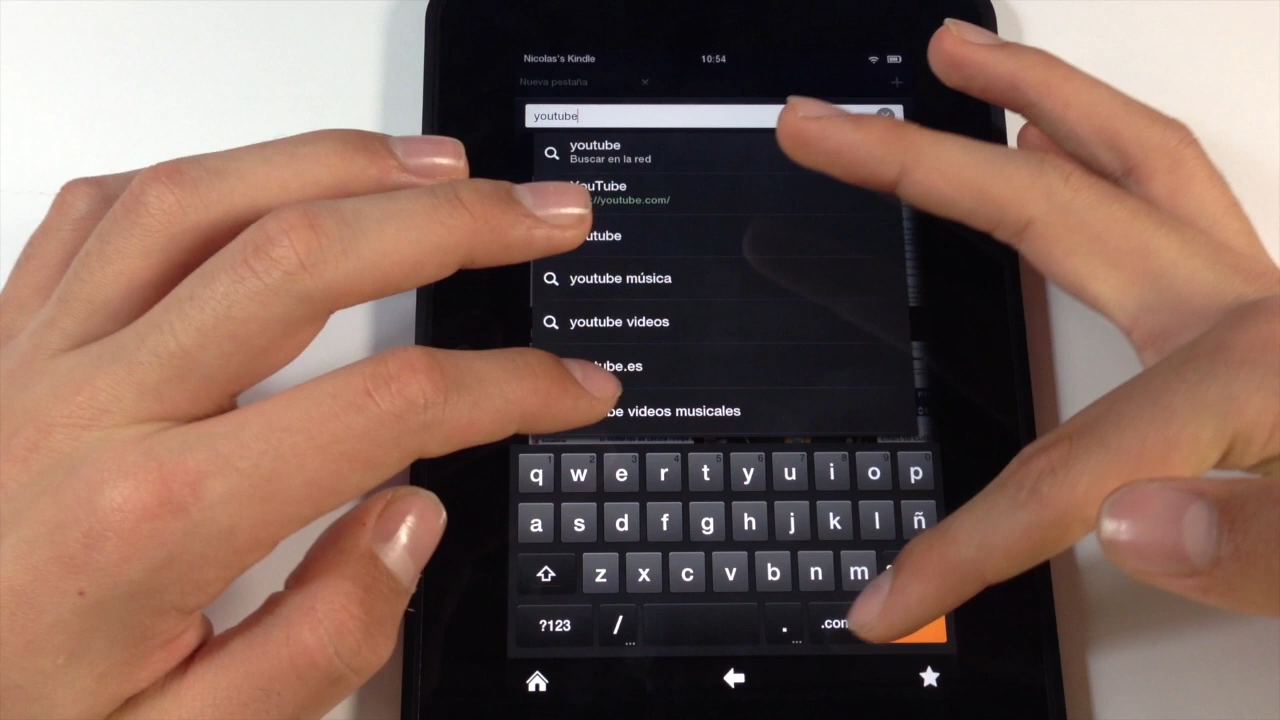 Nicolas's Kindle 10:54
Nueva pestaña × +
youtube
youtube
Buscar en la red
YouTube
://youtube.com/
utube
youtube música
youtube videos
tube.es
be videos musicales
q w e r t y u i o p
a s d f g h j k l ñ
z x c v b n m
?123 / . .com